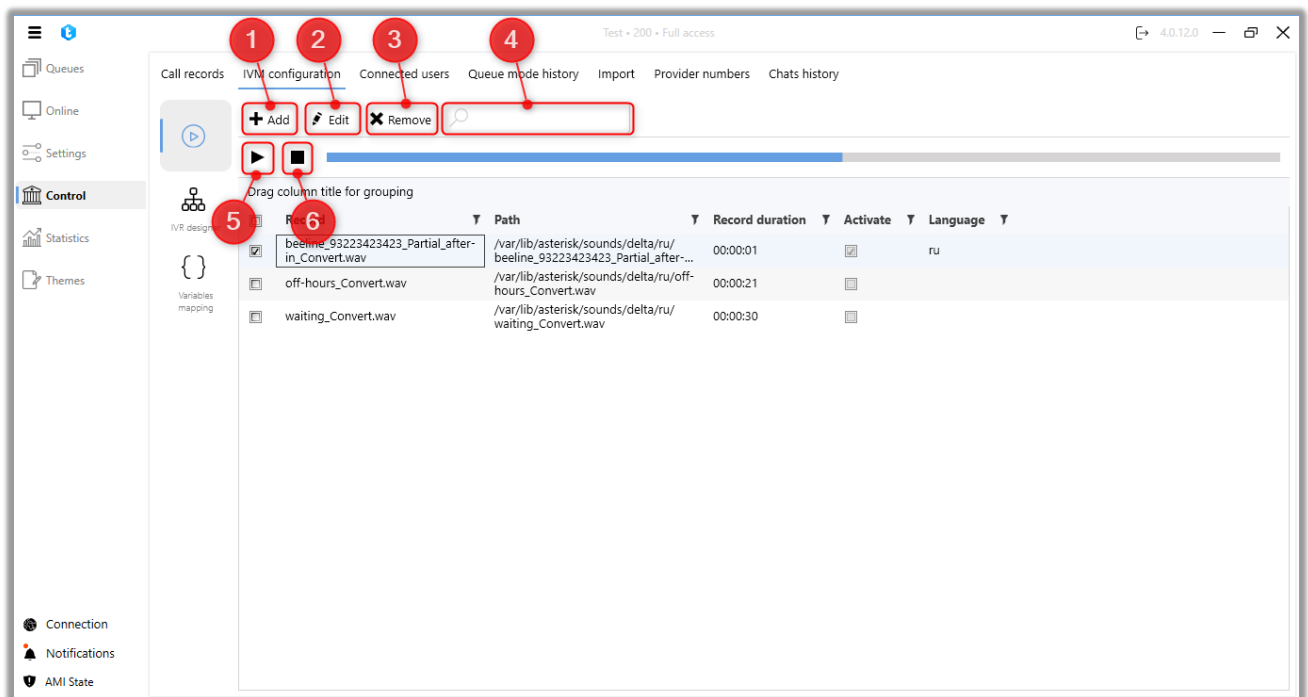 Test • 200 • Full access
4.0.12.0
1
2
3
4
Queues
Online
Settings
Control
Statistics
Themes
Call records
IVM configuration
Connected users
Queue mode history
Import
Provider numbers
Chats history
Add
Edit
Remove
5
6
IVR designer
{ }
Variables
mapping
Drag column title for grouping
Record
Path
Record duration
Activate
Language
beeline_93223423423_Partial_after-
in_Convert.wav
/var/lib/asterisk/sounds/delta/ru/
beeline_93223423423_Partial_after-...
00:00:01
ru
off-hours_Convert.wav
/var/lib/asterisk/sounds/delta/ru/off-
hours_Convert.wav
00:00:21
waiting_Convert.wav
/var/lib/asterisk/sounds/delta/ru/
waiting_Convert.wav
00:00:30
Connection
Notifications
AMI State